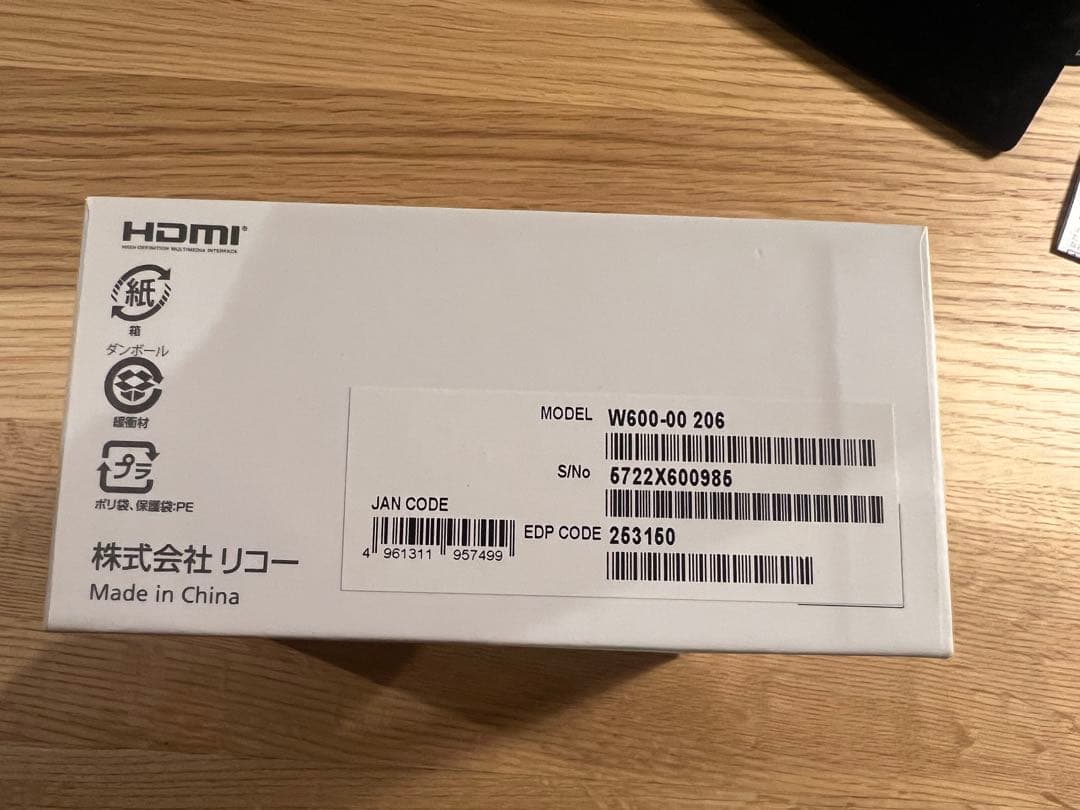 HDMI®
HIGH-DEFINITION MULTIMEDIA INTERFACE
紙
箱
ダンボール
緩衝材
プラ
ポリ袋、保護袋:PE
株式会社 リコー
Made in China
MODEL W600-00 206
S/No 5722X600985
JAN CODE
4 961311 957499
EDP CODE 253150